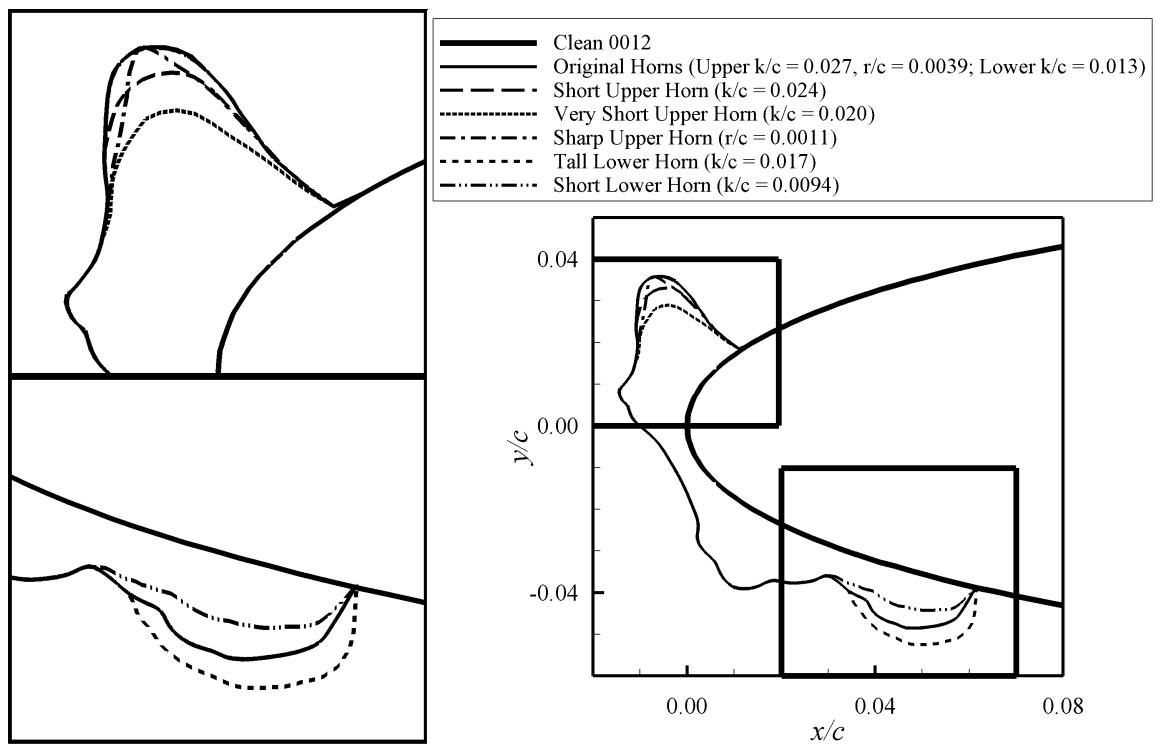 Clean 0012
Original Horns (Upper k/c = 0.027, r/c = 0.0039; Lower k/c = 0.013)
Short Upper Horn (k/c = 0.024)
Very Short Upper Horn (k/c = 0.020)
Sharp Upper Horn (r/c = 0.0011)
Tall Lower Horn (k/c = 0.017)
Short Lower Horn (k/c = 0.0094)
0.04
0.00
-0.04
y/c
0.00 0.04 0.08
x/c